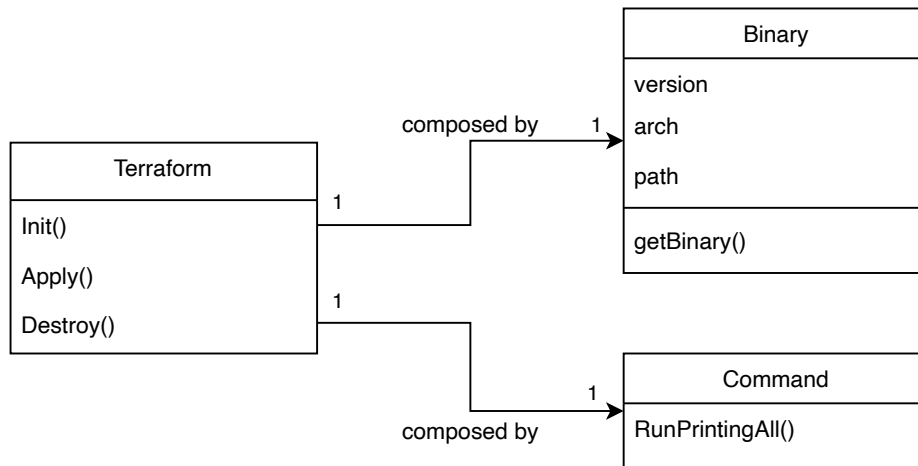 Binary
version
arch
path
getBinary()
composed by
1
Terraform
Init()
Apply()
Destroy()
1
1
1
composed by
Command
RunPrintingAll()